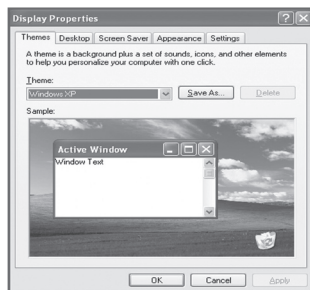 Display Properties
Themes Desktop Screen Saver Appearance Settings
A theme is a background plus a set of sounds, icons, and other elements
to help you personalize your computer with one click.
Theme:
Windows XP Save As... Delete
Sample:
Active Window
Window Text
OK Cancel Apply